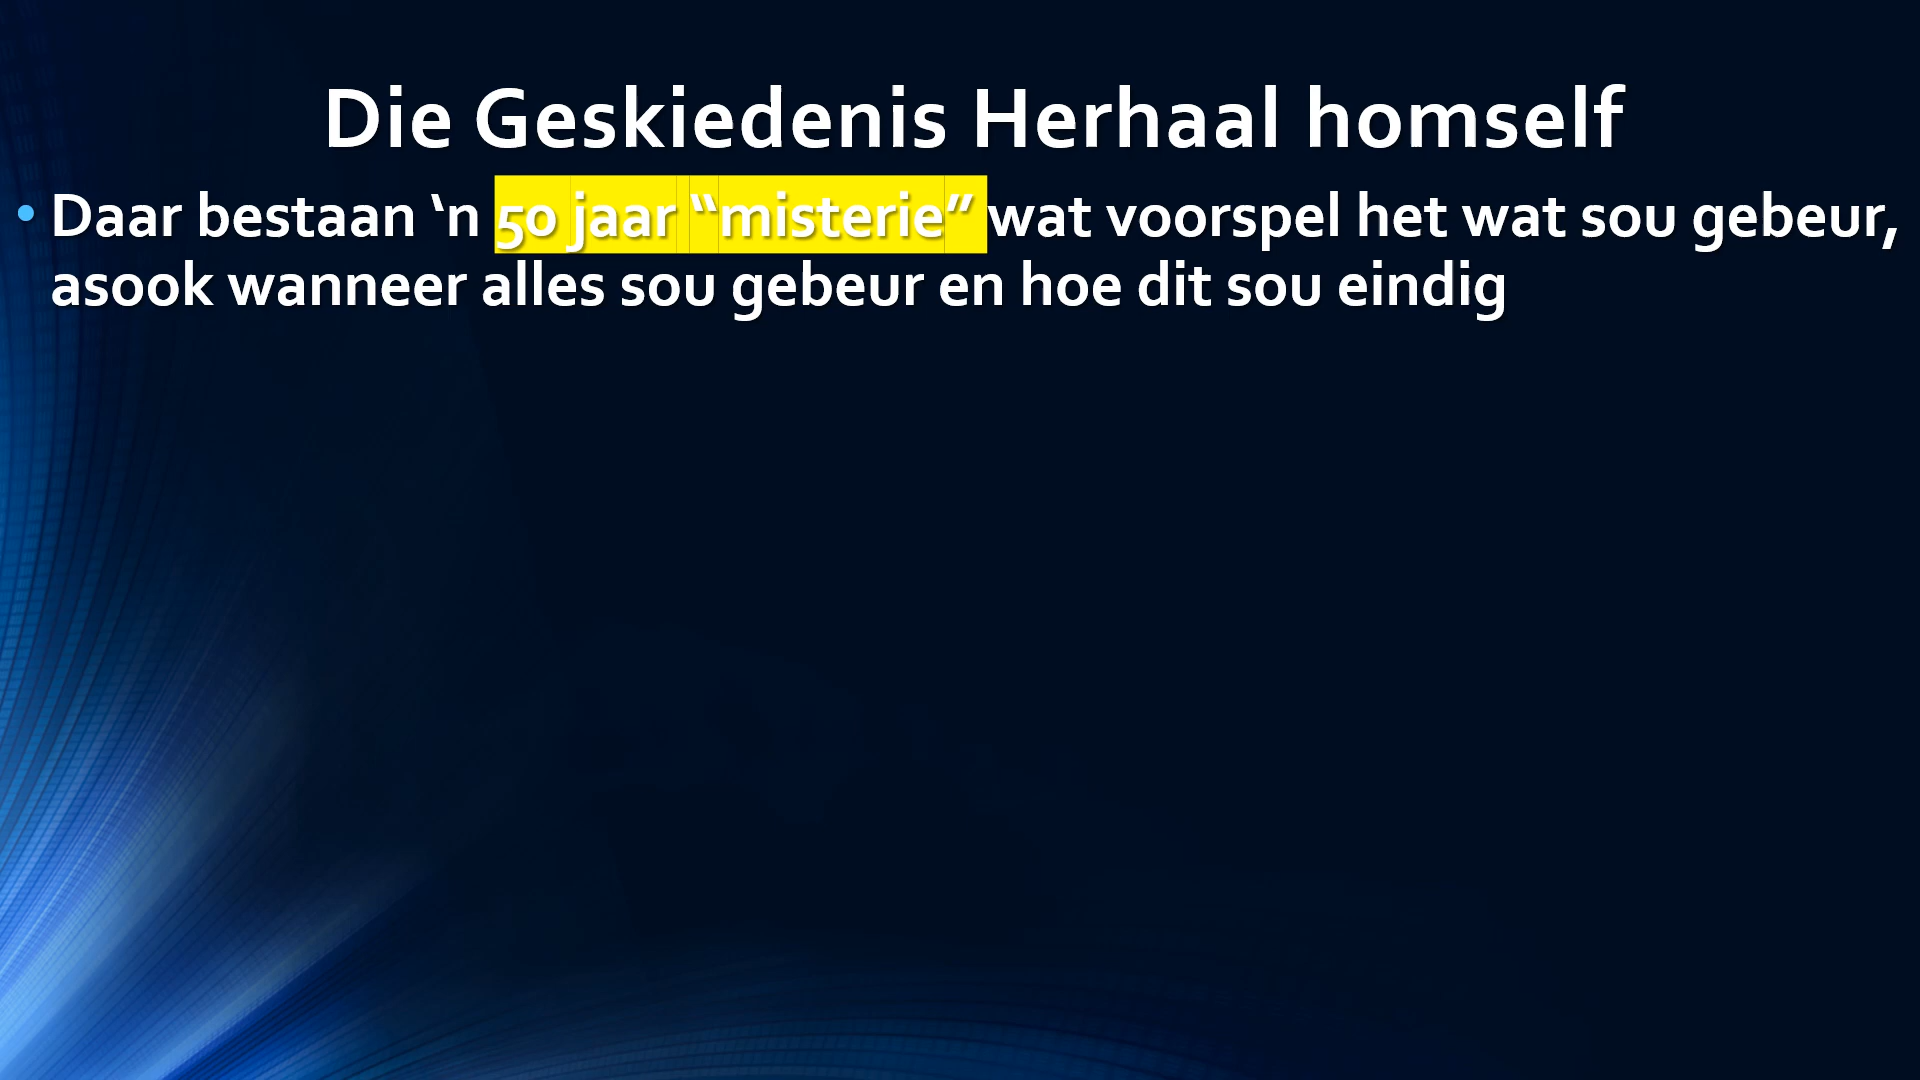 Die Geskiedenis Herhaal homself
• Daar bestaan ‘n 50 jaar “misterie” wat voorspel het wat sou gebeur,
asook wanneer alles sou gebeur en hoe dit sou eindig